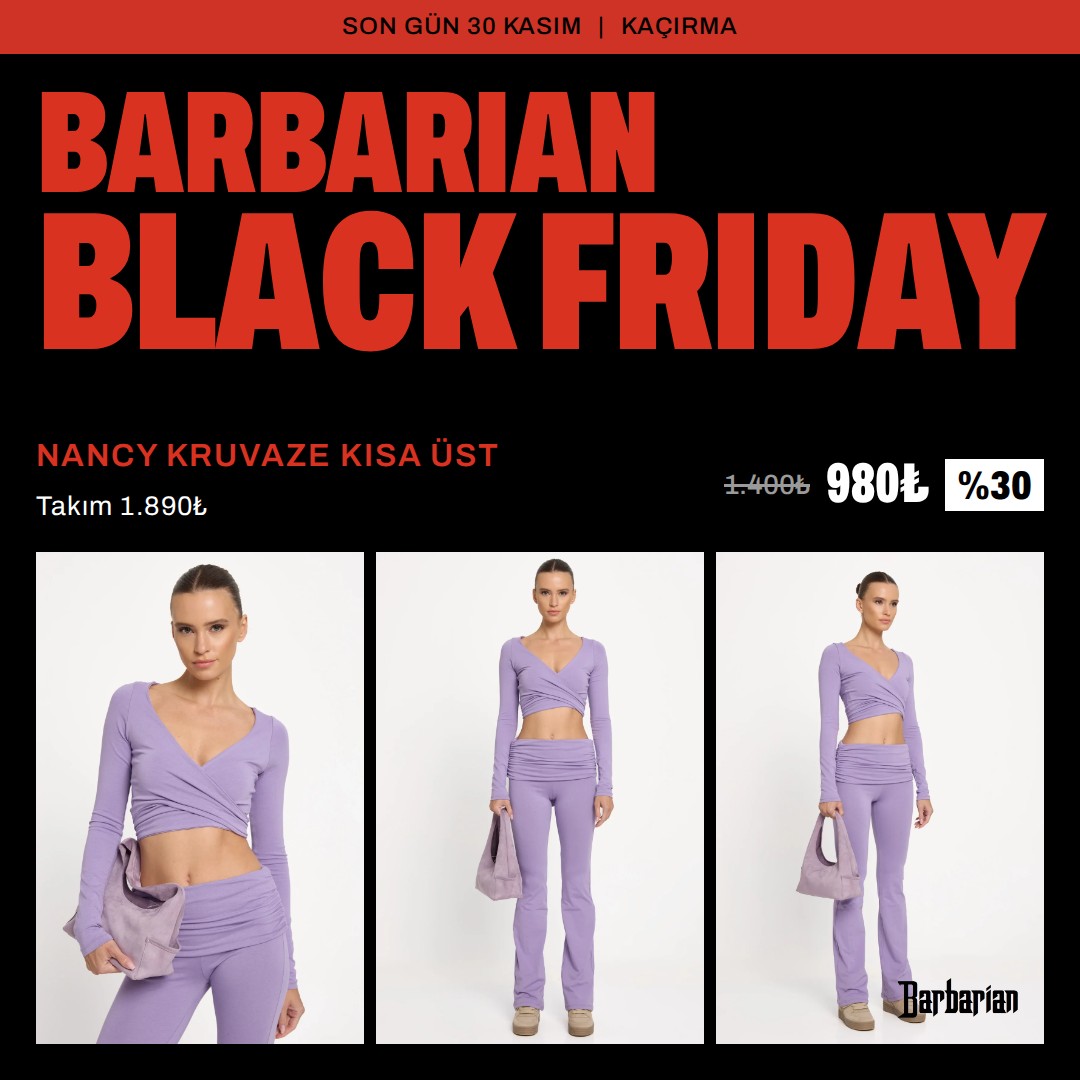 SON GÜN 30 KASIM | KAÇIRMA
BARBARIAN
BLACK FRIDAY
NANCY KRUVAZE KISA ÜST
Takım 1.890₺
1.400₺ 980₺ %30
Barbarian